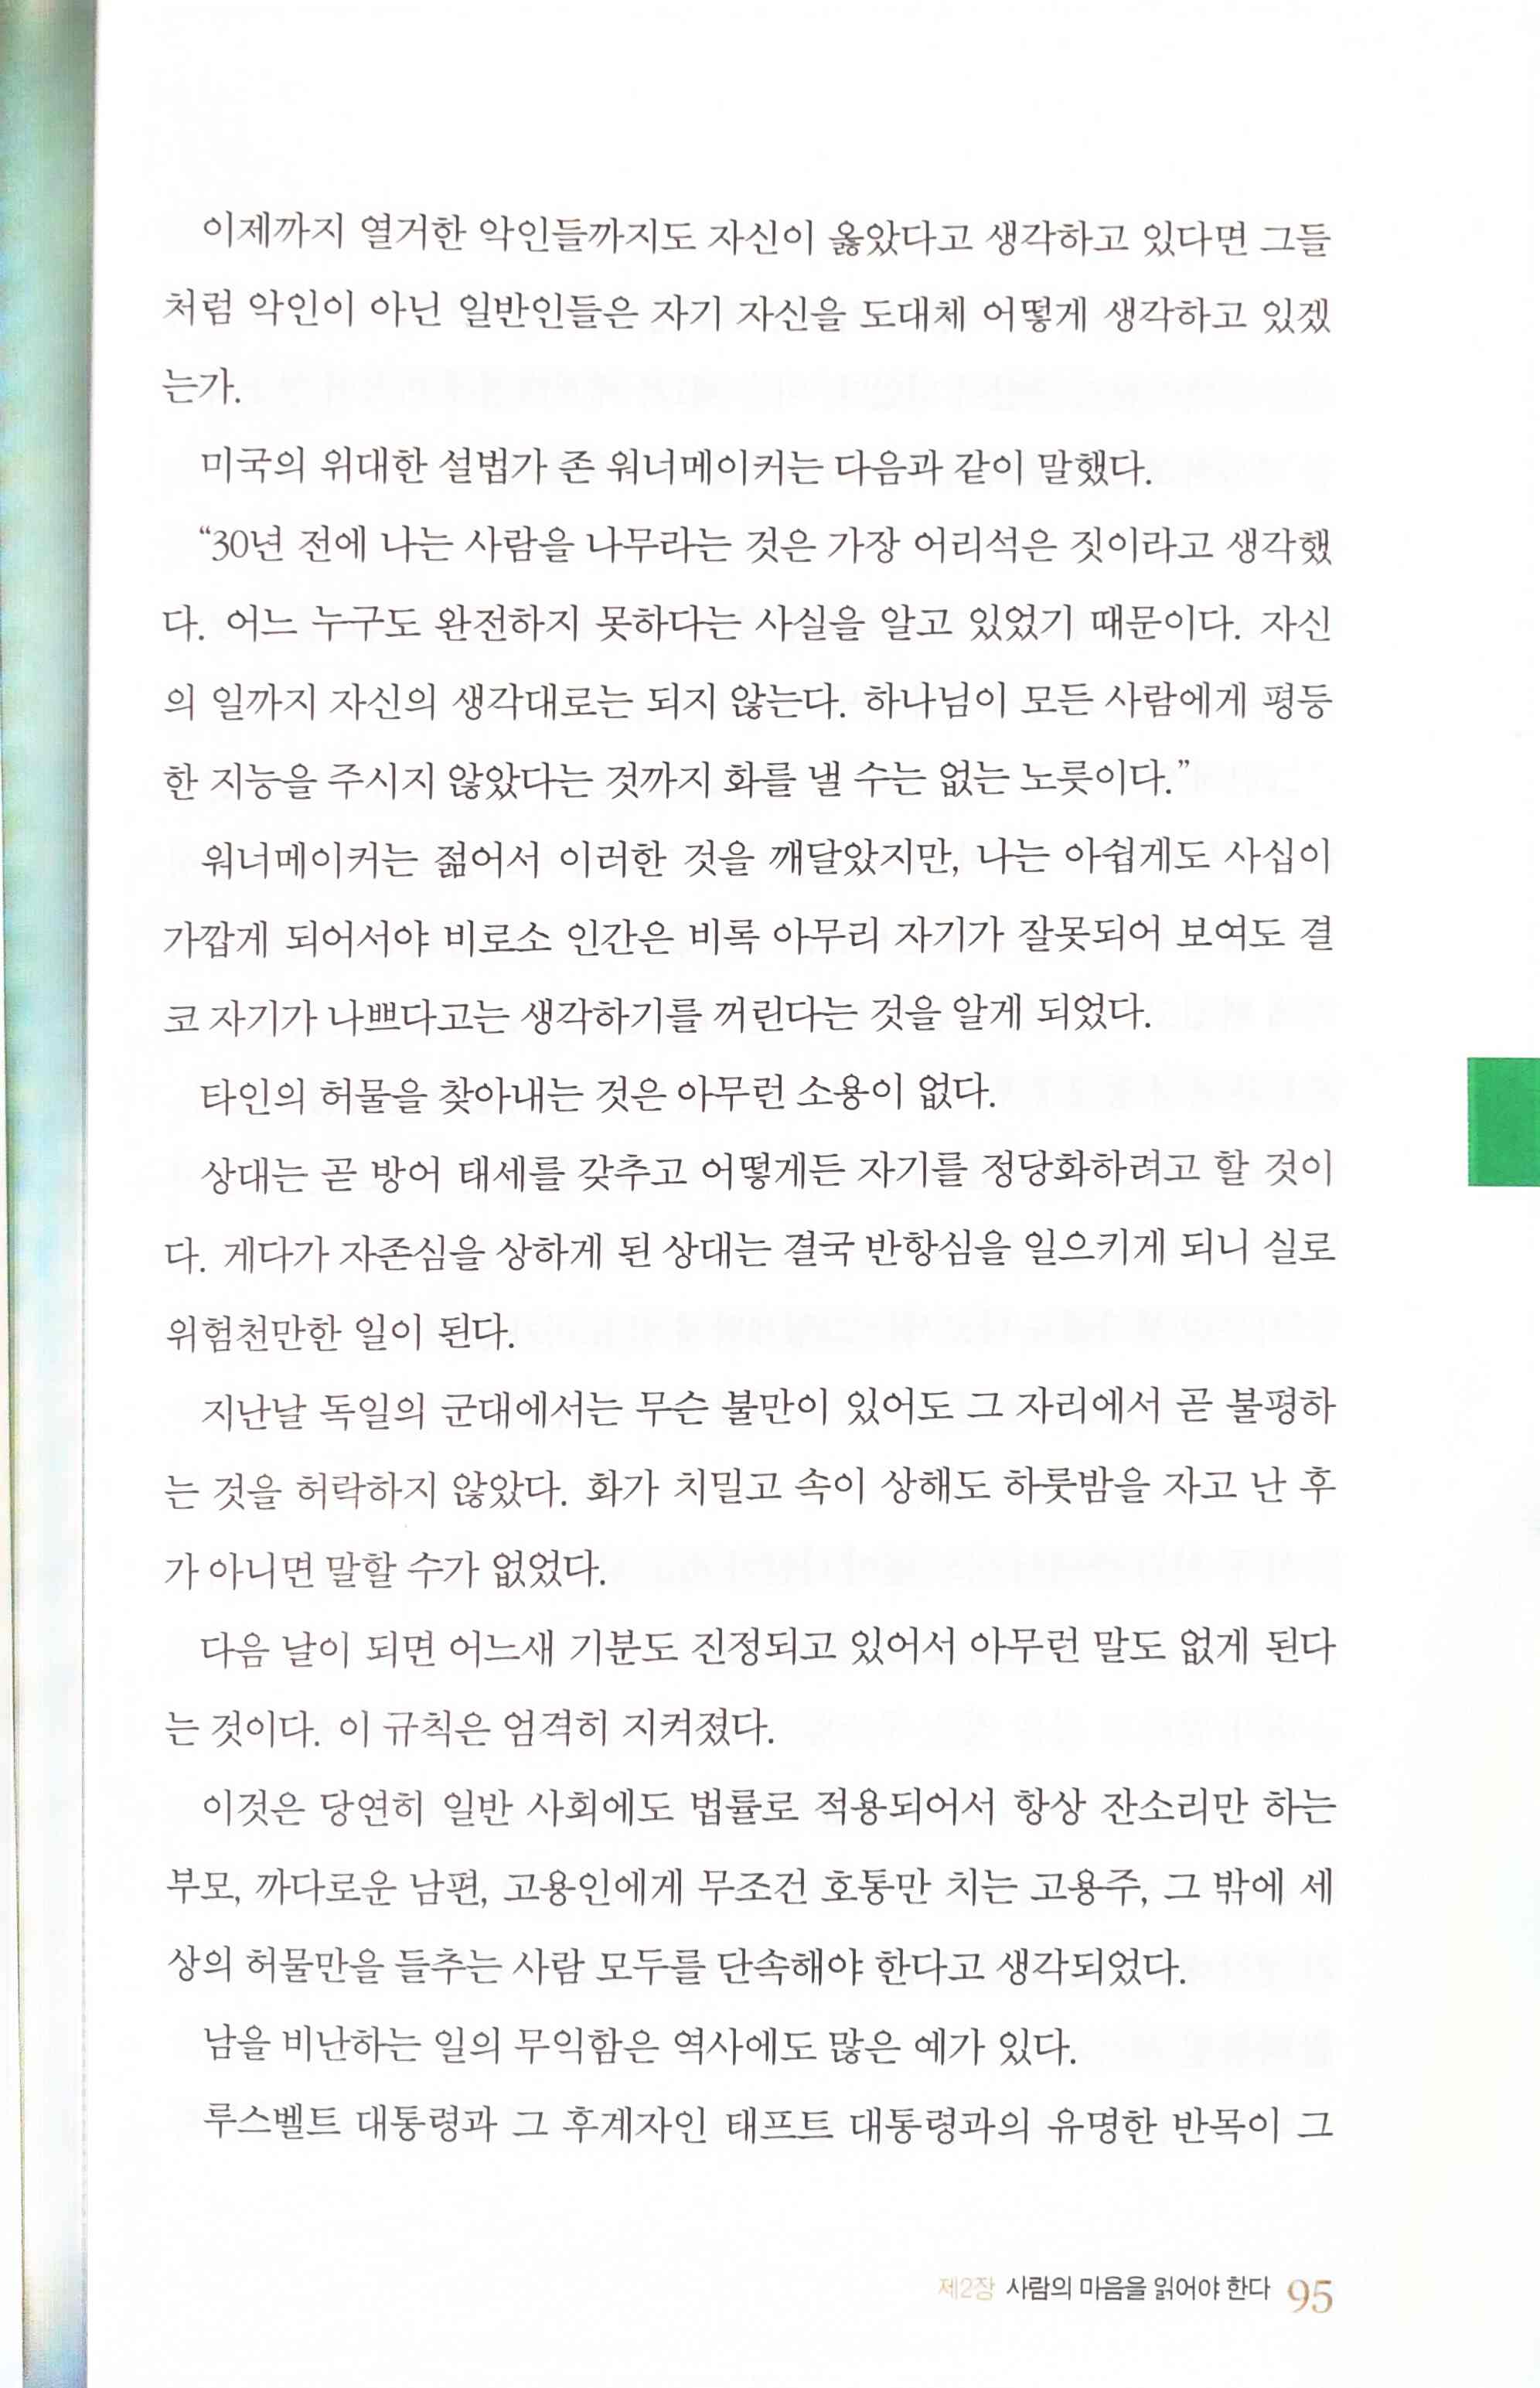 이제까지 열거한 악인들까지도 자신이 옳았다고 생각하고 있다면 그들
처럼 악인이 아닌 일반인들은 자기 자신을 도대체 어떻게 생각하고 있겠
는가.
미국의 위대한 설법가 존 워너메이커는 다음과 같이 말했다.
“30년 전에 나는 사람을 나무라는 것은 가장 어리석은 짓이라고 생각했
다. 어느 누구도 완전하지 못하다는 사실을 알고 있었기 때문이다. 자신
의 일까지 자신의 생각대로는 되지 않는다. 하나님이 모든 사람에게 평등
한 지능을 주시지 않았다는 것까지 화를 낼 수는 없는 노릇이다.”
워너메이커는 젊어서 이러한 것을 깨달았지만, 나는 아쉽게도 사십이
가깝게 되어서야 비로소 인간은 비록 아무리 자기가 잘못되어 보여도 결
코 자기가 나쁘다고는 생각하기를 꺼린다는 것을 알게 되었다.
타인의 허물을 찾아내는 것은 아무런 소용이 없다.
상대는 곧 방어 태세를 갖추고 어떻게든 자기를 정당화하려고 할 것이
다. 게다가 자존심을 상하게 된 상대는 결국 반항심을 일으키게 되니 실로
위험천만한 일이 된다.
지난날 독일의 군대에서는 무슨 불만이 있어도 그 자리에서 곧 불평하
는 것을 허락하지 않았다. 화가 치밀고 속이 상해도 하룻밤을 자고 난 후
가 아니면 말할 수가 없었다.
다음 날이 되면 어느새 기분도 진정되고 있어서 아무런 말도 없게 된다
는 것이다. 이 규칙은 엄격히 지켜졌다.
이것은 당연히 일반 사회에도 법률로 적용되어서 항상 잔소리만 하는
부모, 까다로운 남편, 고용인에게 무조건 호통만 치는 고용주, 그 밖에 세
상의 허물만을 들추는 사람 모두를 단속해야 한다고 생각되었다.
남을 비난하는 일의 무익함은 역사에도 많은 예가 있다.
루스벨트 대통령과 그 후계자인 태프트 대통령과의 유명한 반목이 그
제2장 사람의 마음을 읽어야 한다 95